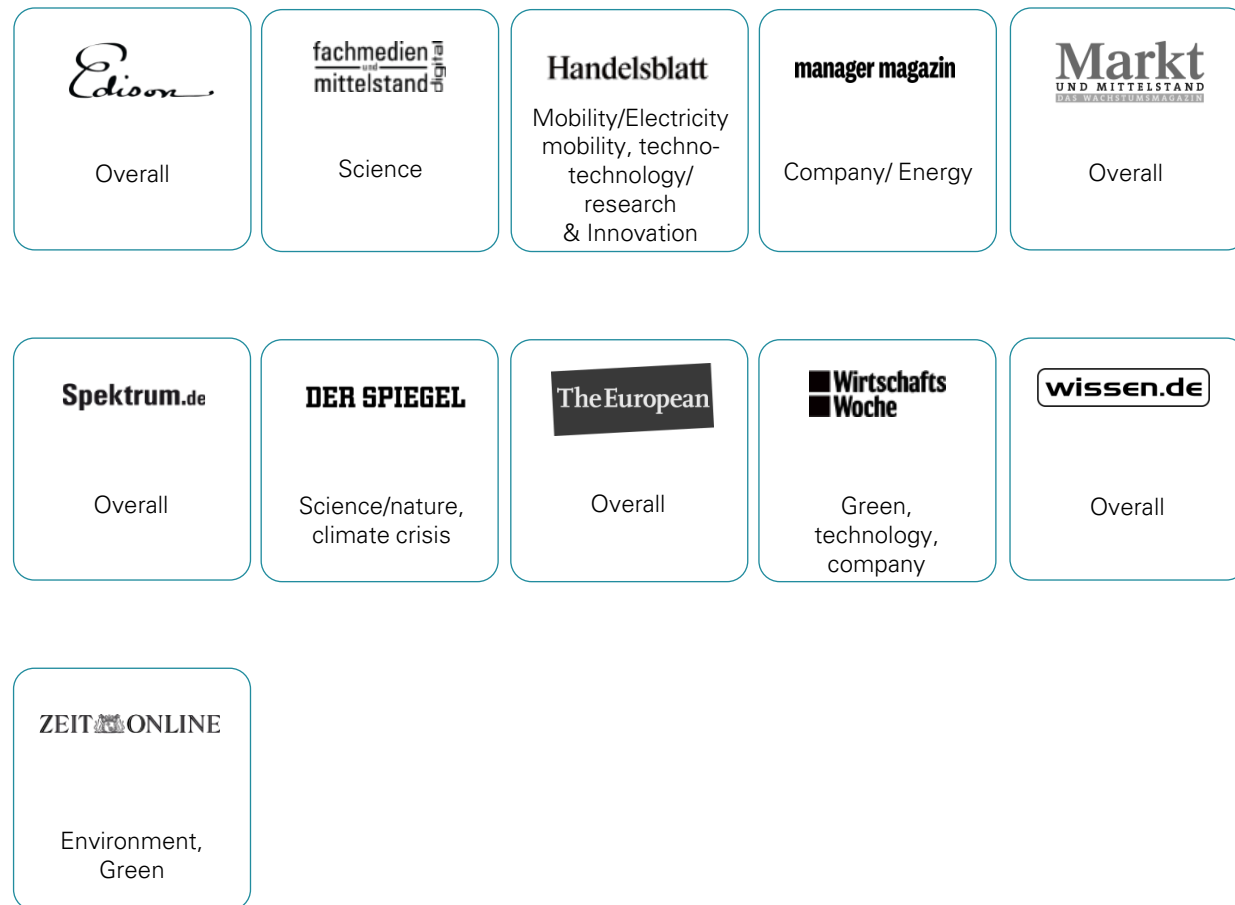 Edison
Overall
fachmedien
und
mittelstand
digital
Science
Handelsblatt
Mobility/Electricity
mobility, techno-
technology/
research
& Innovation
manager magazin
Company/ Energy
Markt
UND MITTELSTAND
DAS WACHSTUMSMAGAZIN
Overall
Spektrum.de
Overall
DER SPIEGEL
Science/nature,
climate crisis
The European
Overall
Wirtschafts
Woche
Green,
technology,
company
wissen.de
Overall
ZEIT ONLINE
Environment,
Green